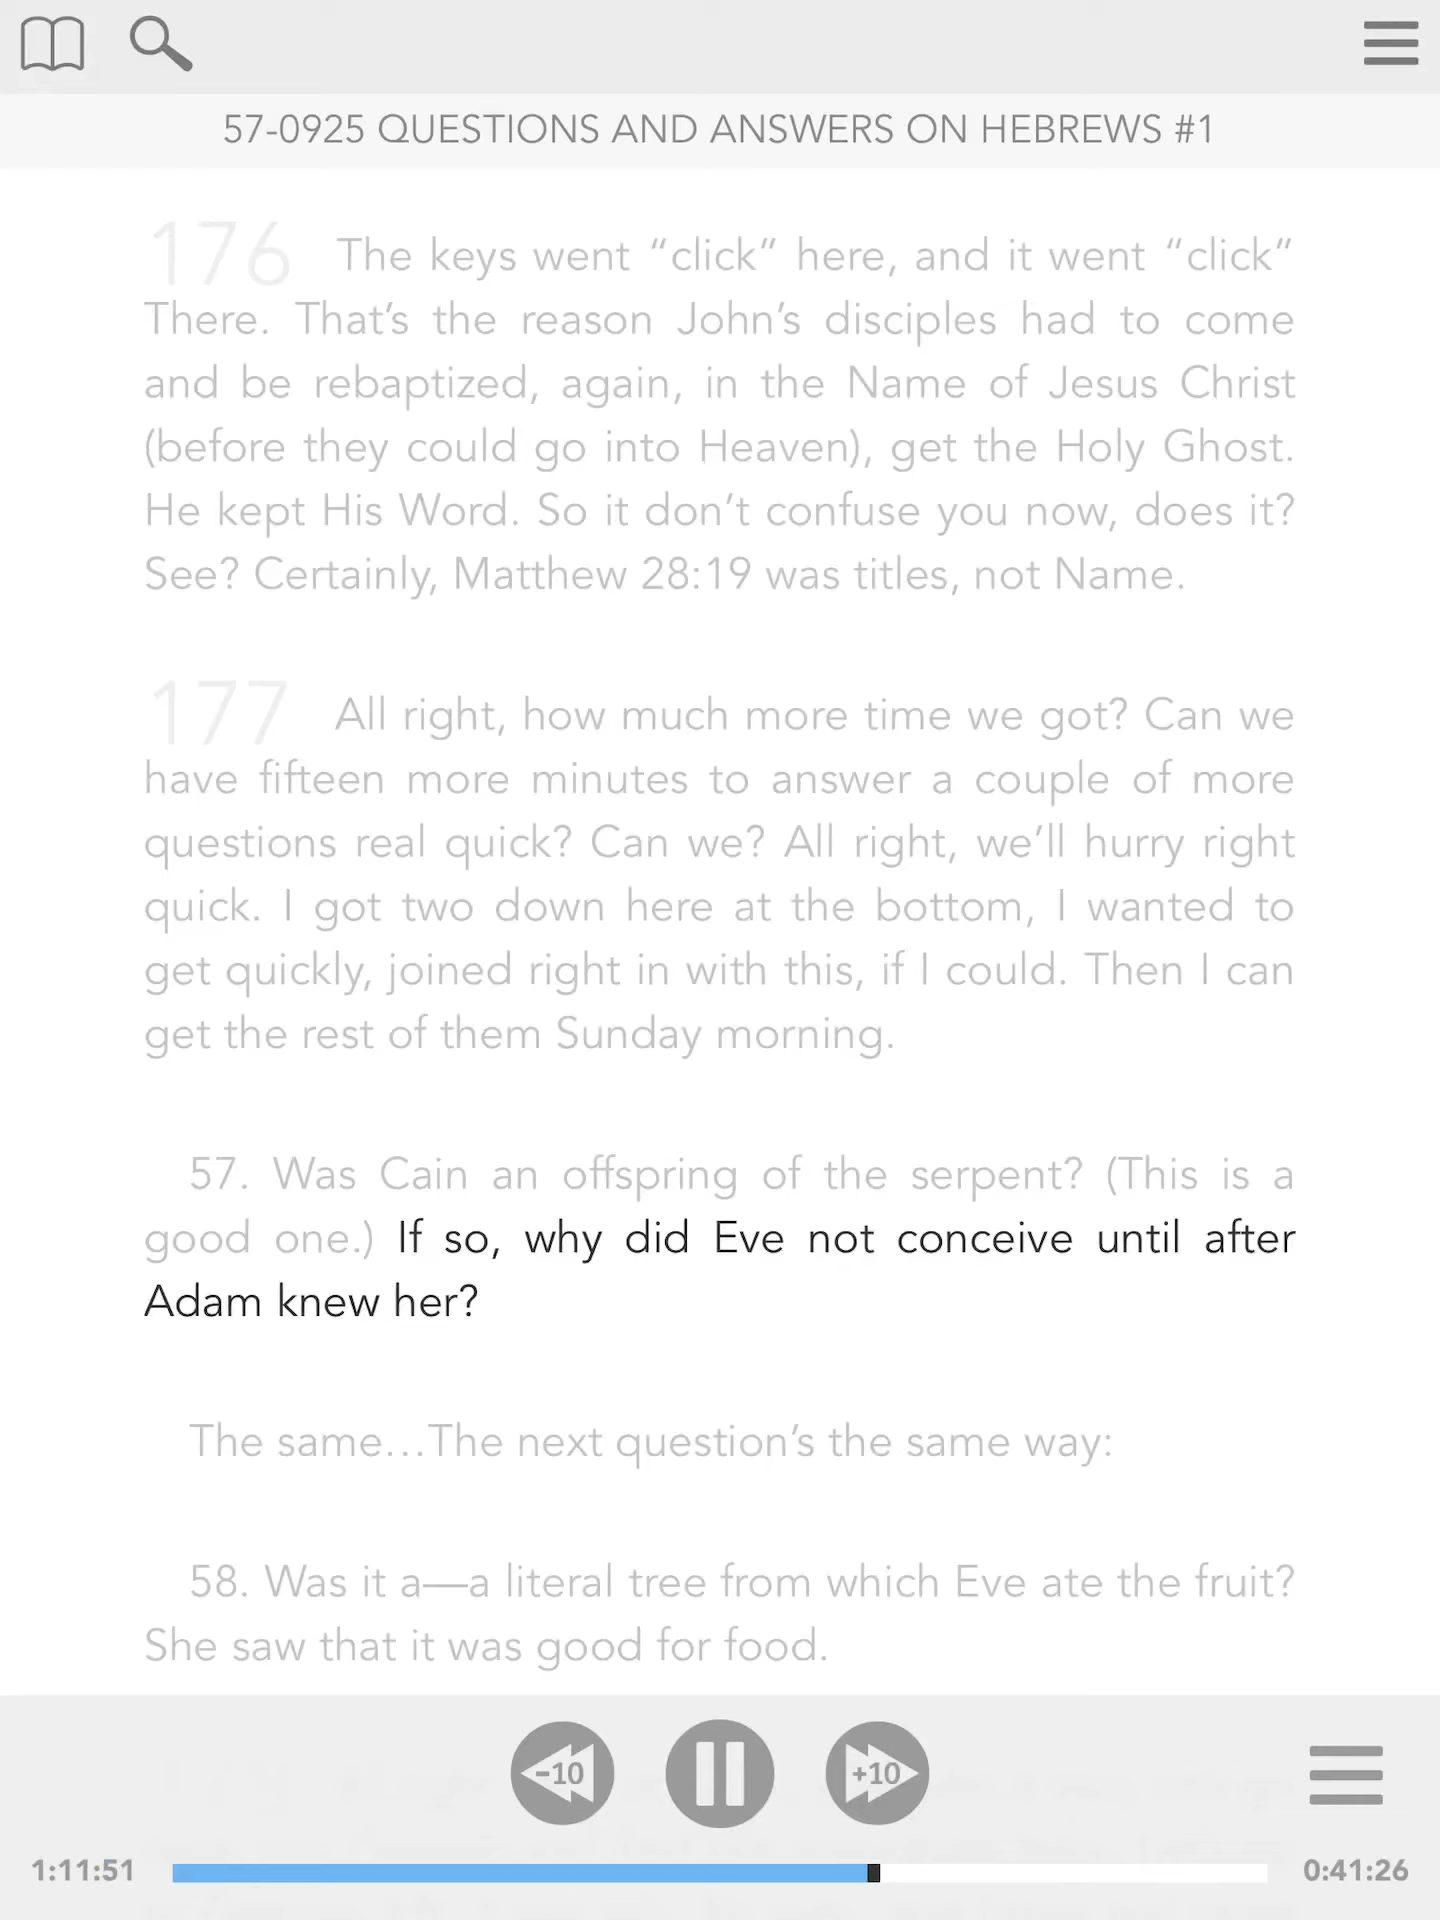 57-0925 QUESTIONS AND ANSWERS ON HEBREWS #1
176 The keys went “click” here, and it went “click”
There. That’s the reason John’s disciples had to come
and be rebaptized, again, in the Name of Jesus Christ
(before they could go into Heaven), get the Holy Ghost.
He kept His Word. So it don’t confuse you now, does it?
See? Certainly, Matthew 28:19 was titles, not Name.
177 All right, how much more time we got? Can we
have fifteen more minutes to answer a couple of more
questions real quick? Can we? All right, we’ll hurry right
quick. I got two down here at the bottom, I wanted to
get quickly, joined right in with this, if I could. Then I can
get the rest of them Sunday morning.
57. Was Cain an offspring of the serpent? (This is a
good one.) If so, why did Eve not conceive until after
Adam knew her?
The same…The next question’s the same way:
58. Was it a—a literal tree from which Eve ate the fruit?
She saw that it was good for food.
-10 +10
1:11:51 0:41:26